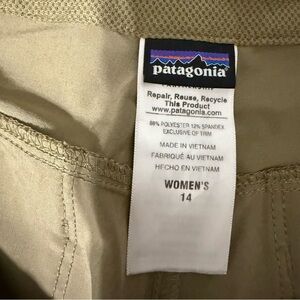 patagonia®
Repair, Reuse, Recycle
This Product
www.patagonia.com
88% POLYESTER 12% SPANDEX
EXCLUSIVE OF TRIM
MADE IN VIETNAM
FABRIQUÉ AU VIETNAM
HECHO EN VIETNAM
WOMEN'S
14